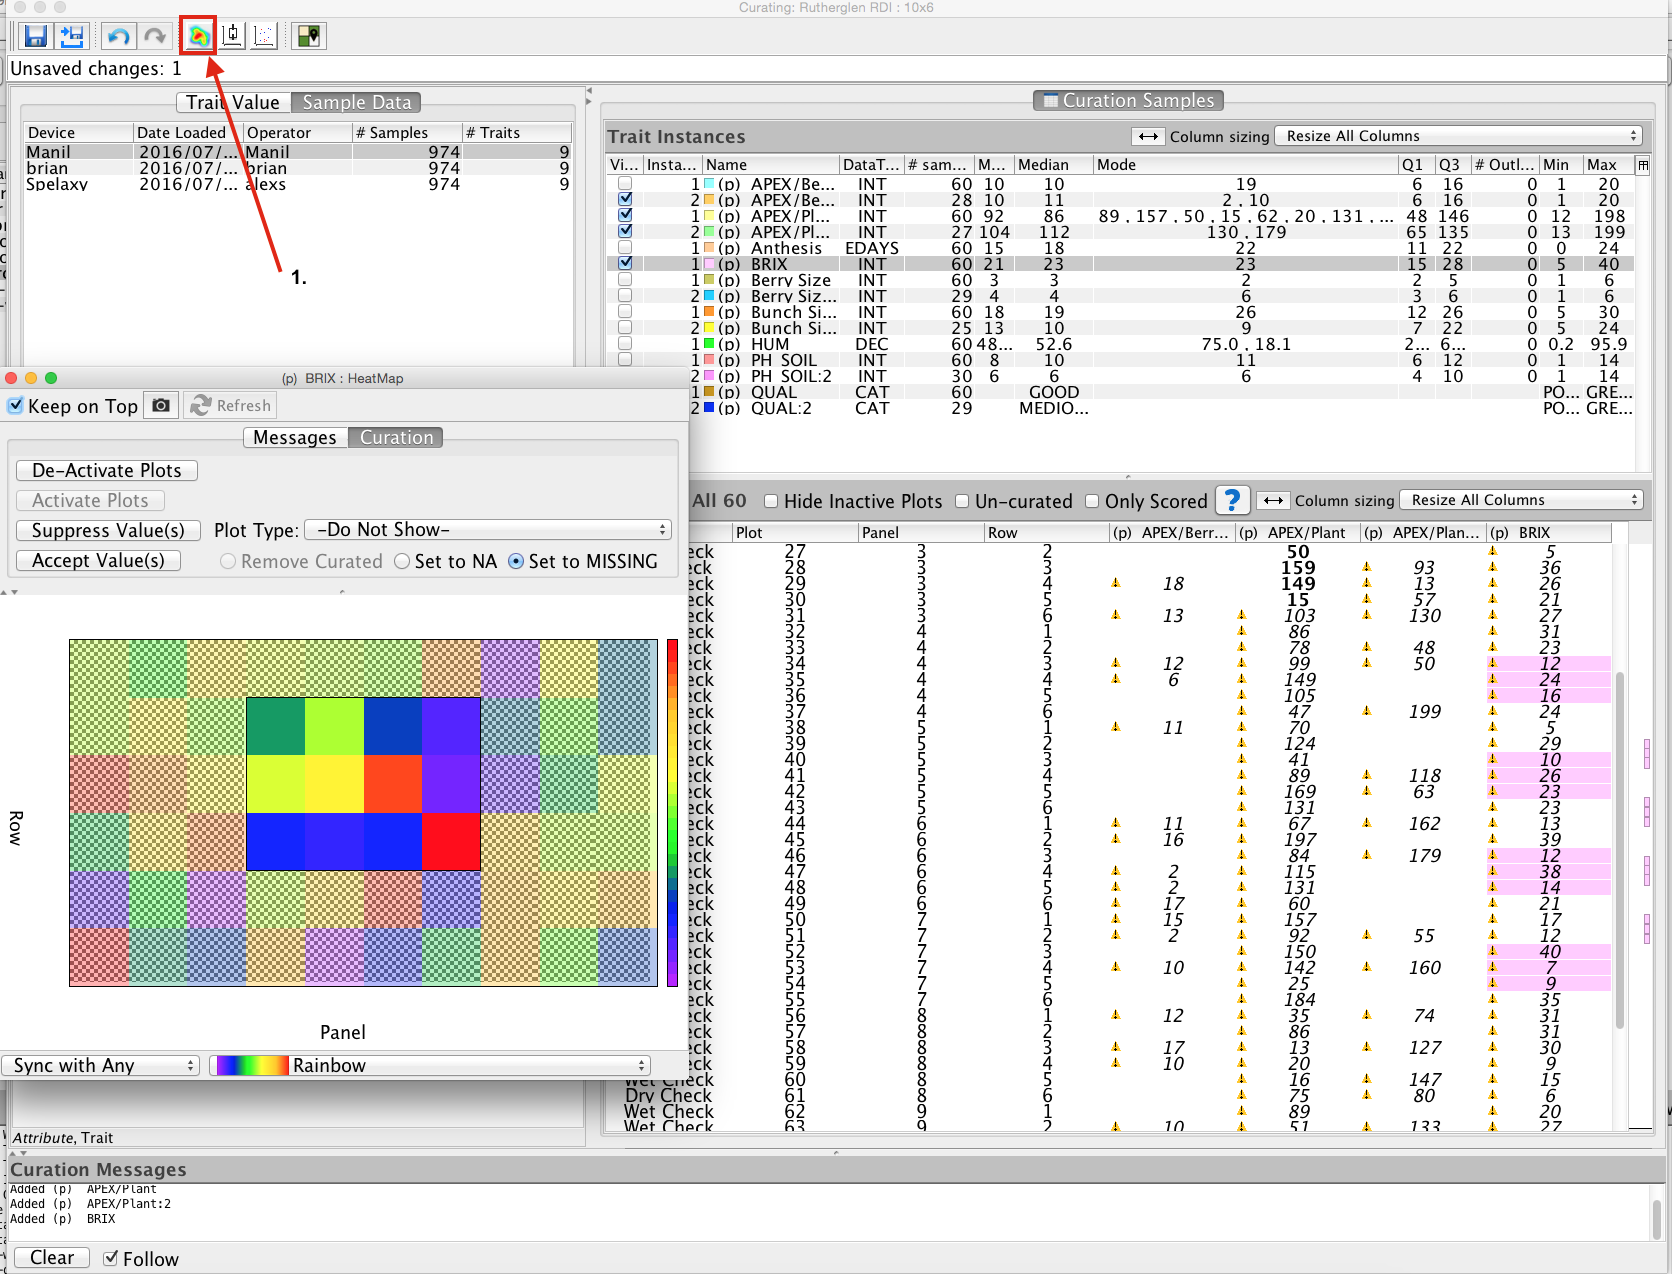 Curating: Rutherglen RDI : 10x6
Unsaved changes: 1
1.
Trait Value Sample Data
Device Date Loaded Operator # Samples # Traits
Manil 2016/07/... Manil 974 9
brian 2016/07/... brian 974 9
Spelaxy 2016/07/... alexs 974 9
Curation Samples
Trait Instances Column sizing Resize All Columns
Vi... Insta... Name DataT... # sam... M... Median Mode Q1 Q3 # Outl... Min Max
1 (p) APEX/Be... INT 60 10 10 19 6 16 0 1 20
2 (p) APEX/Be... INT 28 10 11 2 , 10 6 16 0 1 20
1 (p) APEX/Pl... INT 60 92 86 89 , 157 , 50 , 15 , 62 , 20 , 131 , ... 48 146 0 12 198
2 (p) APEX/Pl... INT 27 104 112 130 , 179 65 135 0 13 199
1 (p) Anthesis EDAYS 60 15 18 22 11 22 0 0 24
1 (p) BRIX INT 60 21 23 23 15 28 0 5 40
1 (p) Berry Size INT 60 3 3 2 2 5 0 1 6
2 (p) Berry Siz... INT 29 4 4 6 3 6 0 1 6
1 (p) Bunch Si... INT 60 18 19 26 12 26 0 5 30
2 (p) Bunch Si... INT 25 13 10 9 7 22 0 5 24
1 (p) HUM DEC 60 48... 52.6 75.0 , 18.1 2... 6... 0 0.2 95.9
1 (p) PH SOIL INT 60 8 10 11 6 12 0 1 14
2 (p) PH SOIL:2 INT 30 6 6 6 4 10 0 1 14
1 (p) QUAL CAT 60 GOOD PO... GRE...
2 (p) QUAL:2 CAT 29 MEDIO... PO... GRE...
(p) BRIX : HeatMap
Keep on Top Refresh
Messages Curation
De-Activate Plots
Activate Plots
Suppress Value(s) Plot Type: -Do Not Show-
Accept Value(s) Remove Curated Set to NA Set to MISSING
Row
Panel
Sync with Any Rainbow
All 60 Hide Inactive Plots Un-curated Only Scored ? Column sizing Resize All Columns
Plot Panel Row (p) APEX/Berr... (p) APEX/Plant (p) APEX/Plan... (p) BRIX
eck 27 3 2 50 5
eck 28 3 3 159 93 36
eck 29 3 4 18 149 13 26
eck 30 3 5 15 57 21
eck 31 3 6 13 103 130 27
eck 32 4 1 86 31
eck 33 4 2 78 48 23
eck 34 4 3 12 99 50 12
eck 35 4 4 6 149 24
eck 36 4 5 105 16
eck 37 4 6 47 199 24
eck 38 5 1 11 70 5
eck 39 5 2 124 29
eck 40 5 3 41 10
eck 41 5 4 89 118 26
eck 42 5 5 169 63 23
eck 43 5 6 131 23
eck 44 6 1 11 67 162 13
eck 45 6 2 16 197 39
eck 46 6 3 84 179 12
eck 47 6 4 2 115 38
eck 48 6 5 2 131 14
eck 49 6 6 17 60 21
eck 50 7 1 15 157 17
eck 51 7 2 2 92 55 12
eck 52 7 3 150 40
eck 53 7 4 10 142 160 7
eck 54 7 5 25 9
eck 55 7 6 184 35
eck 56 8 1 12 35 74 31
eck 57 8 2 86 31
eck 58 8 3 17 13 127 30
eck 59 8 4 10 20 9
Wet Check 60 8 5 16 147 15
Dry Check 61 8 6 75 80 6
Wet Check 62 9 1 89 20
Wet Check 63 9 2 10 51 133 27
Attribute, Trait
Curation Messages
Added (p) APEX/Plant
Added (p) APEX/Plant:2
Added (p) BRIX
Clear Follow